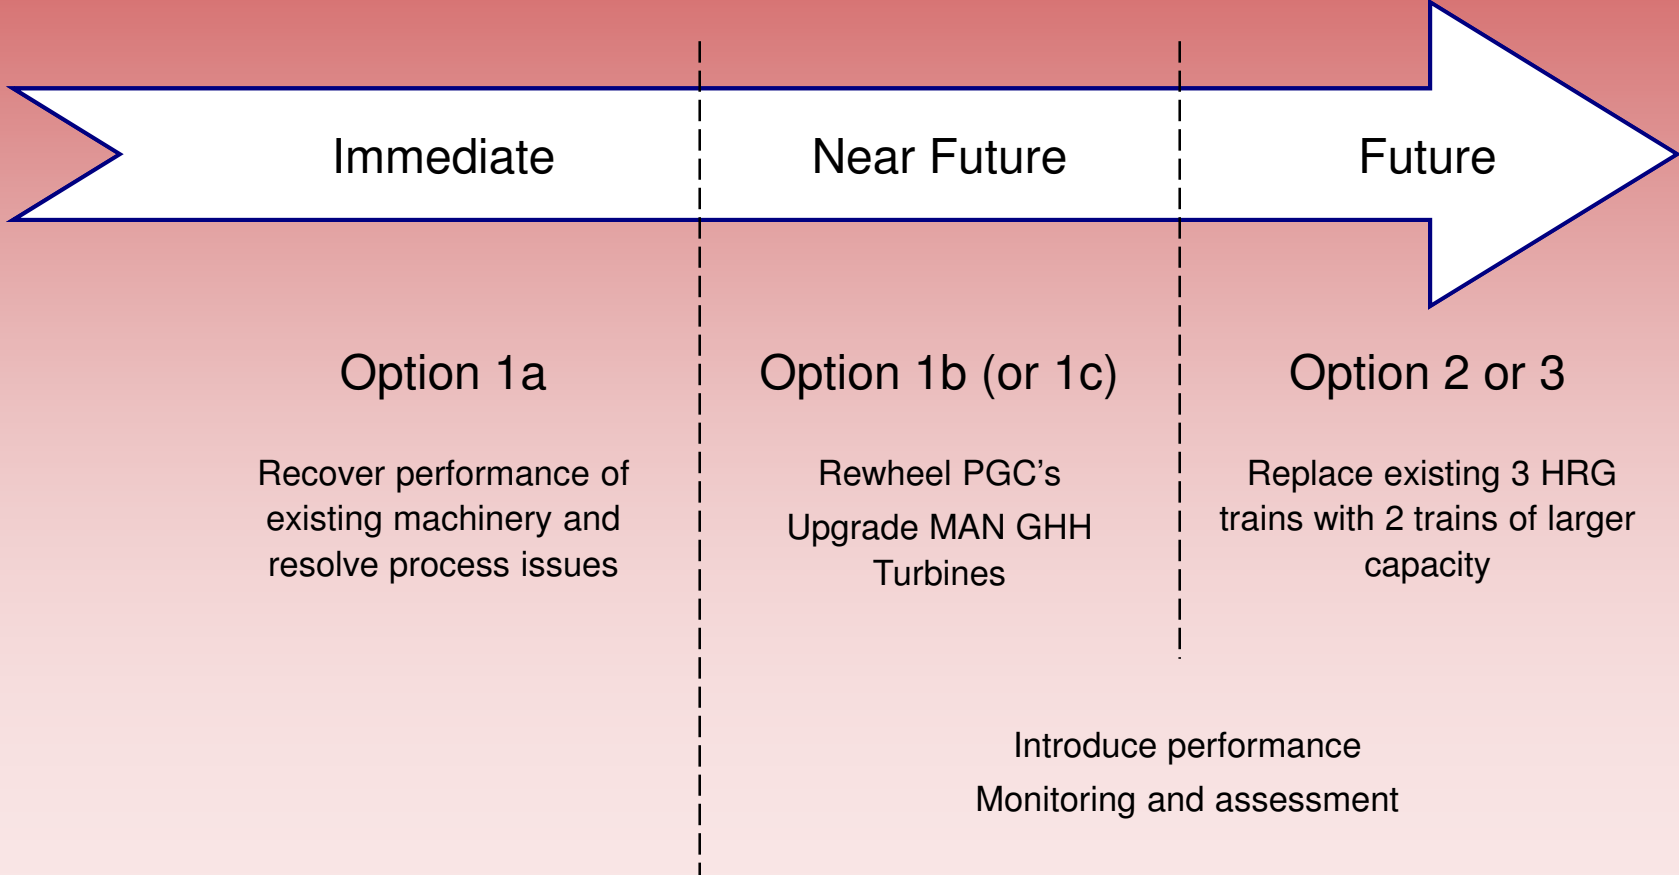 Immediate
Near Future
Future
Option 1a
Option 1b (or 1c)
Option 2 or 3
Recover performance of
existing machinery and
resolve process issues
Rewheel PGC’s
Upgrade MAN GHH
Turbines
Replace existing 3 HRG
trains with 2 trains of larger
capacity
Introduce performance
Monitoring and assessment